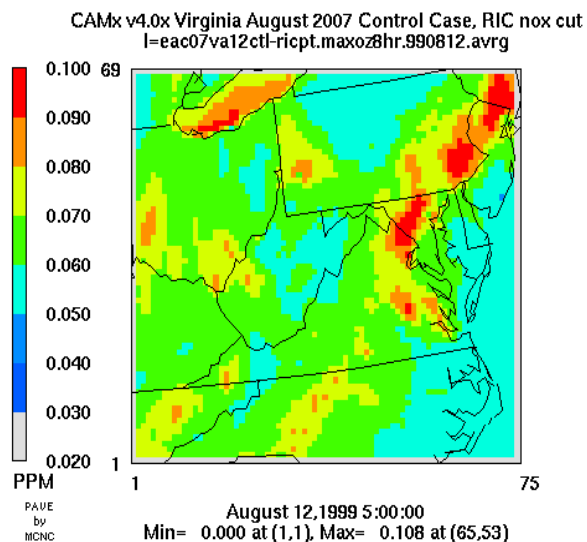 CAMx v4.0x Virginia August 2007 Control Case, RIC nox cut
l=eac07va12ctl-ricpt.maxoz8hr.990812.avrg
0.100
0.090
0.080
0.070
0.060
0.050
0.040
0.030
0.020
PPM
69
1
1
75
PAVE
by
MCNC
August 12,1999 5:00:00
Min= 0.000 at (1,1), Max= 0.108 at (65,53)